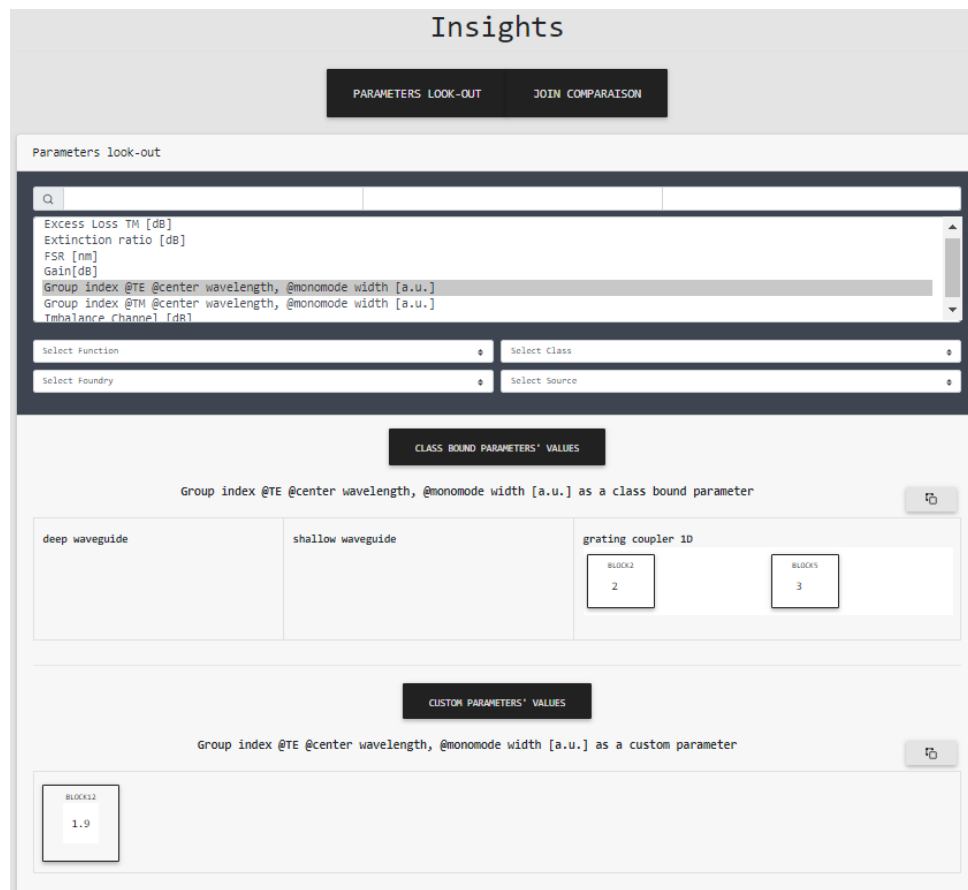 Insights
PARAMETERS LOOK-OUT
JOIN COMPARAISON
Parameters look-out
Excess Loss TM [dB]
Extinction ratio [dB]
FSR [nm]
Gain[dB]
Group index @TE @center wavelength, @monomode width [a.u.]
Group index @TM @center wavelength, @monomode width [a.u.]
Imbalance Channel [dB]
Select Function
Select Class
Select Foundry
Select Source
CLASS BOUND PARAMETERS' VALUES
Group index @TE @center wavelength, @monomode width [a.u.] as a class bound parameter
deep waveguide
shallow waveguide
grating coupler 1D
BLOCK2
2
BLOCK5
3
CUSTOM PARAMETERS' VALUES
Group index @TE @center wavelength, @monomode width [a.u.] as a custom parameter
BLOCK12
1.9